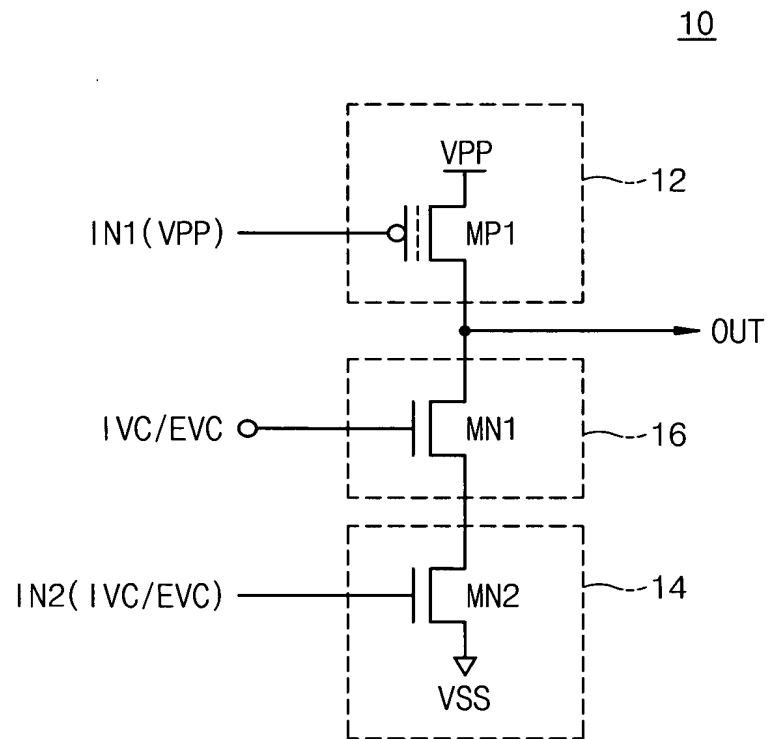 10
VPP
12
IN1(VPP)
MP1
OUT
IVC/EVC
MN1
16
IN2(IVC/EVC)
MN2
14
VSS